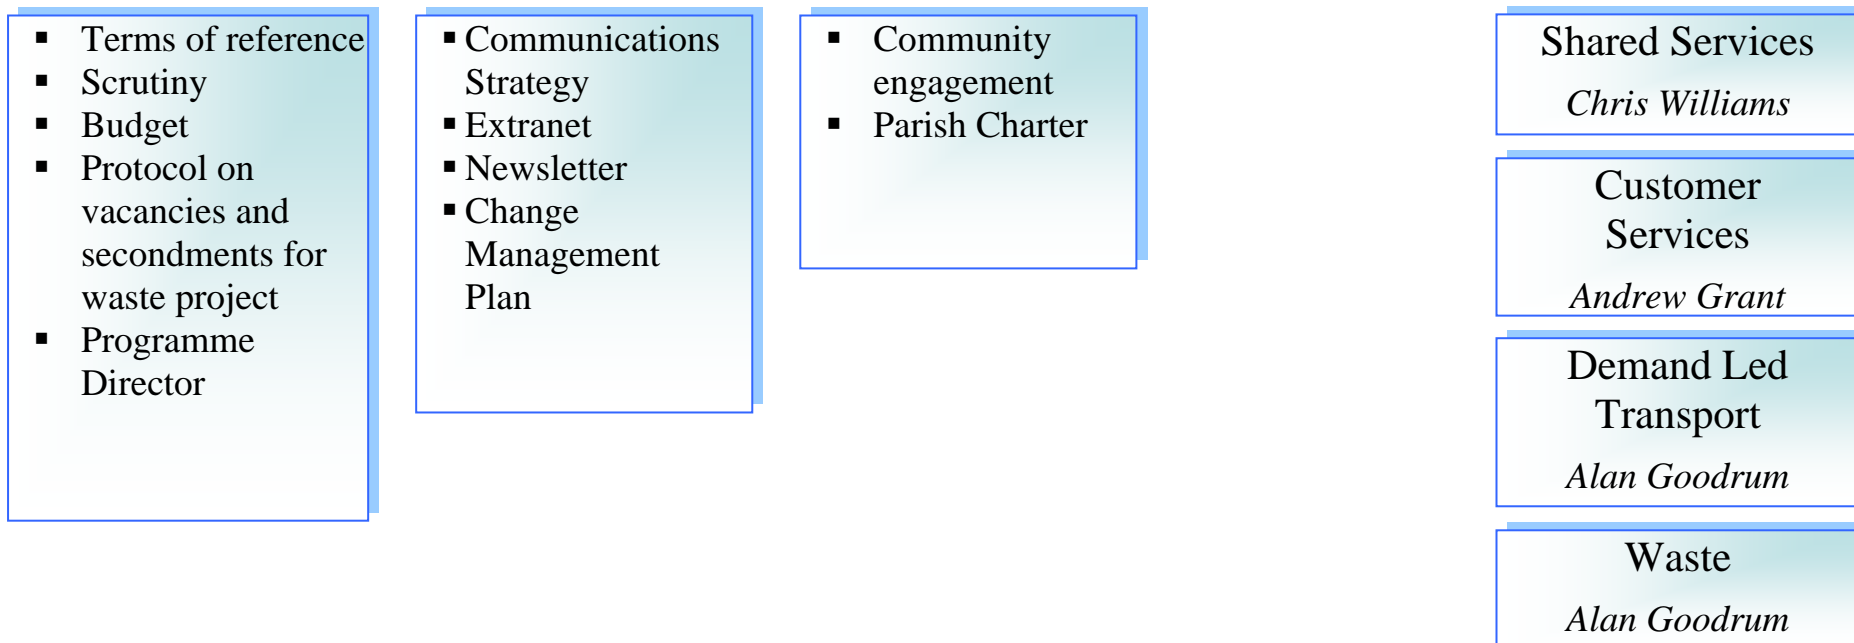 ▪ Terms of reference
▪ Scrutiny
▪ Budget
▪ Protocol on
vacancies and
secondments for
waste project
▪ Programme
Director
▪ Communications
Strategy
▪ Extranet
▪ Newsletter
▪ Change
Management
Plan
▪ Community
engagement
▪ Parish Charter
Shared Services
Chris Williams
Customer
Services
Andrew Grant
Demand Led
Transport
Alan Goodrum
Waste
Alan Goodrum